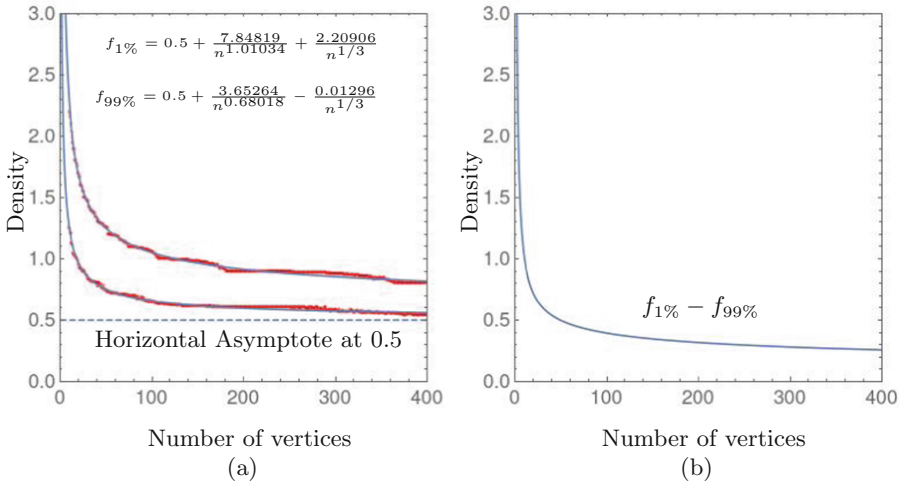 3.0
2.5
2.0
1.5
1.0
0.5
0.0
Density
f1% = 0.5 + 7.84819/n^1.01034 + 2.20906/n^1/3
f99% = 0.5 + 3.65264/n^0.68018 − 0.01296/n^1/3
Horizontal Asymptote at 0.5
0 100 200 300 400
Number of vertices
(a)
3.0
2.5
2.0
1.5
1.0
0.5
0.0
Density
f1% − f99%
0 100 200 300 400
Number of vertices
(b)